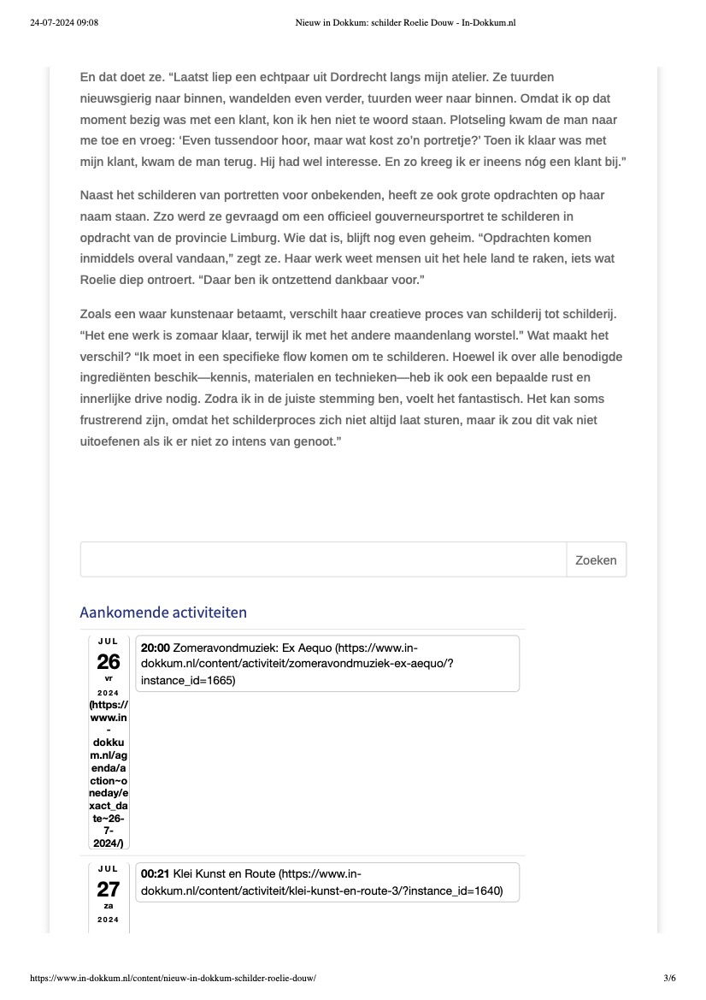 24-07-2024 09:08
Nieuw in Dokkum: schilder Roelie Douw - In-Dokkum.nl
En dat doet ze. “Laatst liep een echtpaar uit Dordrecht langs mijn atelier. Ze tuurden
nieuwsgierig naar binnen, wandelden even verder, tuurden weer naar binnen. Omdat ik op dat
moment bezig was met een klant, kon ik hen niet te woord staan. Plotseling kwam de man naar
me toe en vroeg: ‘Even tussendoor hoor, maar wat kost zo’n portretje?’ Toen ik klaar was met
mijn klant, kwam de man terug. Hij had wel interesse. En zo kreeg ik er ineens nóg een klant bij.”
Naast het schilderen van portretten voor onbekenden, heeft ze ook grote opdrachten op haar
naam staan. Zzo werd ze gevraagd om een officieel gouverneursportret te schilderen in
opdracht van de provincie Limburg. Wie dat is, blijft nog even geheim. “Opdrachten komen
inmiddels overal vandaan,” zegt ze. Haar werk weet mensen uit het hele land te raken, iets wat
Roelie diep ontroert. “Daar ben ik ontzettend dankbaar voor.”
Zoals een waar kunstenaar betaamt, verschilt haar creatieve proces van schilderij tot schilderij.
“Het ene werk is zomaar klaar, terwijl ik met het andere maandenlang worstel.” Wat maakt het
verschil? “Ik moet in een specifieke flow komen om te schilderen. Hoewel ik over alle benodigde
ingrediënten beschik—kennis, materialen en technieken—heb ik ook een bepaalde rust en
innerlijke drive nodig. Zodra ik in de juiste stemming ben, voelt het fantastisch. Het kan soms
frustrerend zijn, omdat het schilderproces zich niet altijd laat sturen, maar ik zou dit vak niet
uitoefenen als ik er niet zo intens van genoot.”
Zoeken
Aankomende activiteiten
JUL
26
vr
2024
(https://
www.in
-
dokku
m.nl/ag
enda/a
ction~o
neday/e
xact_da
te~26-
7-
2024/)
20:00 Zomeravondmuziek: Ex Aequo (https://www.in-
dokkum.nl/content/activiteit/zomeravondmuziek-ex-aequo/?
instance_id=1665)
JUL
27
za
2024
00:21 Klei Kunst en Route (https://www.in-
dokkum.nl/content/activiteit/klei-kunst-en-route-3/?instance_id=1640)
https://www.in-dokkum.nl/content/nieuw-in-dokkum-schilder-roelie-douw/
3/6